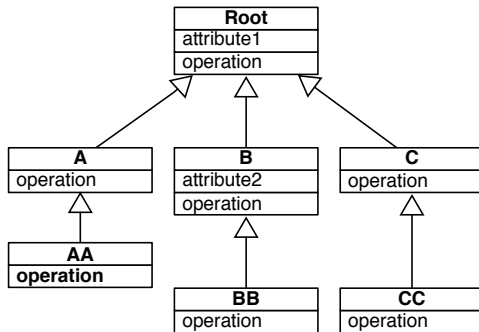 Root
attribute1
operation
A
operation
B
attribute2
operation
C
operation
AA
operation
BB
operation
CC
operation